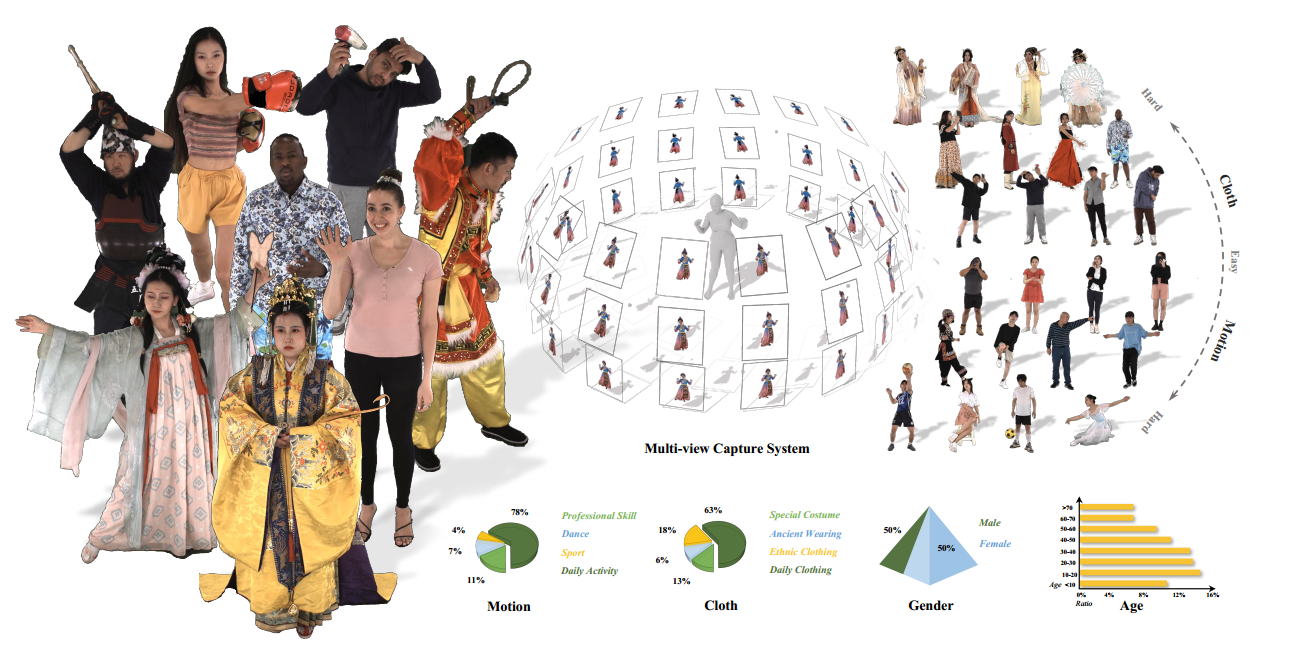 Hard
Cloth
Easy
Motion
Hard
Multi-view Capture System
78%
4%
7%
11%
Professional Skill
Dance
Sport
Daily Activity
Motion
63%
18%
6%
13%
Special Costume
Ancient Wearing
Ethnic Clothing
Daily Clothing
Cloth
50%
50%
Male
Female
Gender
>70
60-70
50-60
40-50
30-40
20-30
10-20
Age <10
0% 4% 8% 12% 16%
Ratio
Age